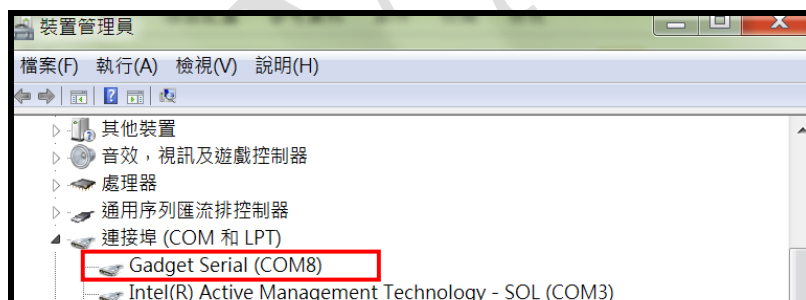 裝置管理員
檔案(F) 執行(A) 檢視(V) 說明(H)
其他裝置
音效，視訊及遊戲控制器
處理器
通用序列匯流排控制器
連接埠 (COM 和 LPT)
Gadget Serial (COM8)
Intel(R) Active Management Technology - SOL (COM3)